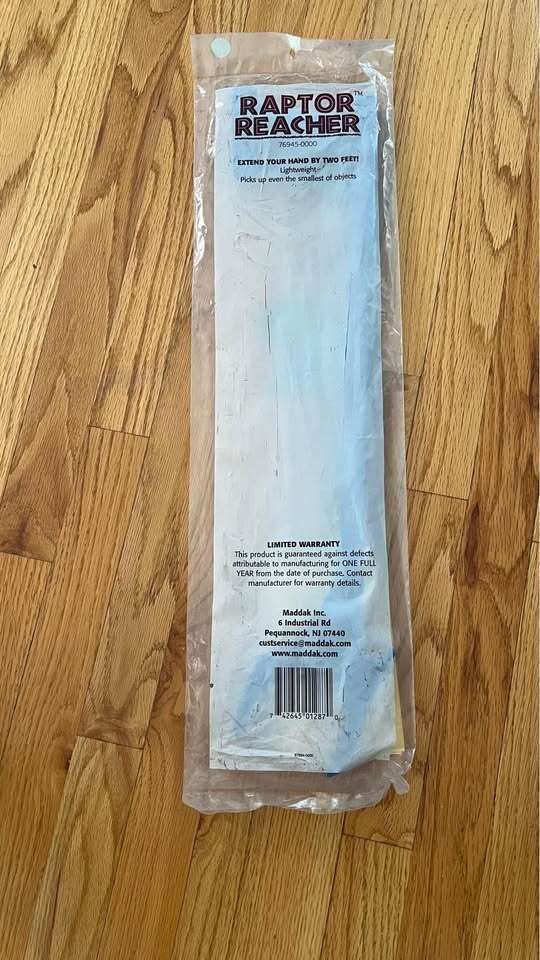 RAPTOR™
REACHER
76945-0000
EXTEND YOUR HAND BY TWO FEET!
Lightweight
Picks up even the smallest of objects
LIMITED WARRANTY
This product is guaranteed against defects
attributable to manufacturing for ONE FULL
YEAR from the date of purchase. Contact
manufacturer for warranty details.
Maddak Inc.
6 Industrial Rd
Pequannock, NJ 07440
custservice@maddak.com
www.maddak.com
7 42645 01287 0